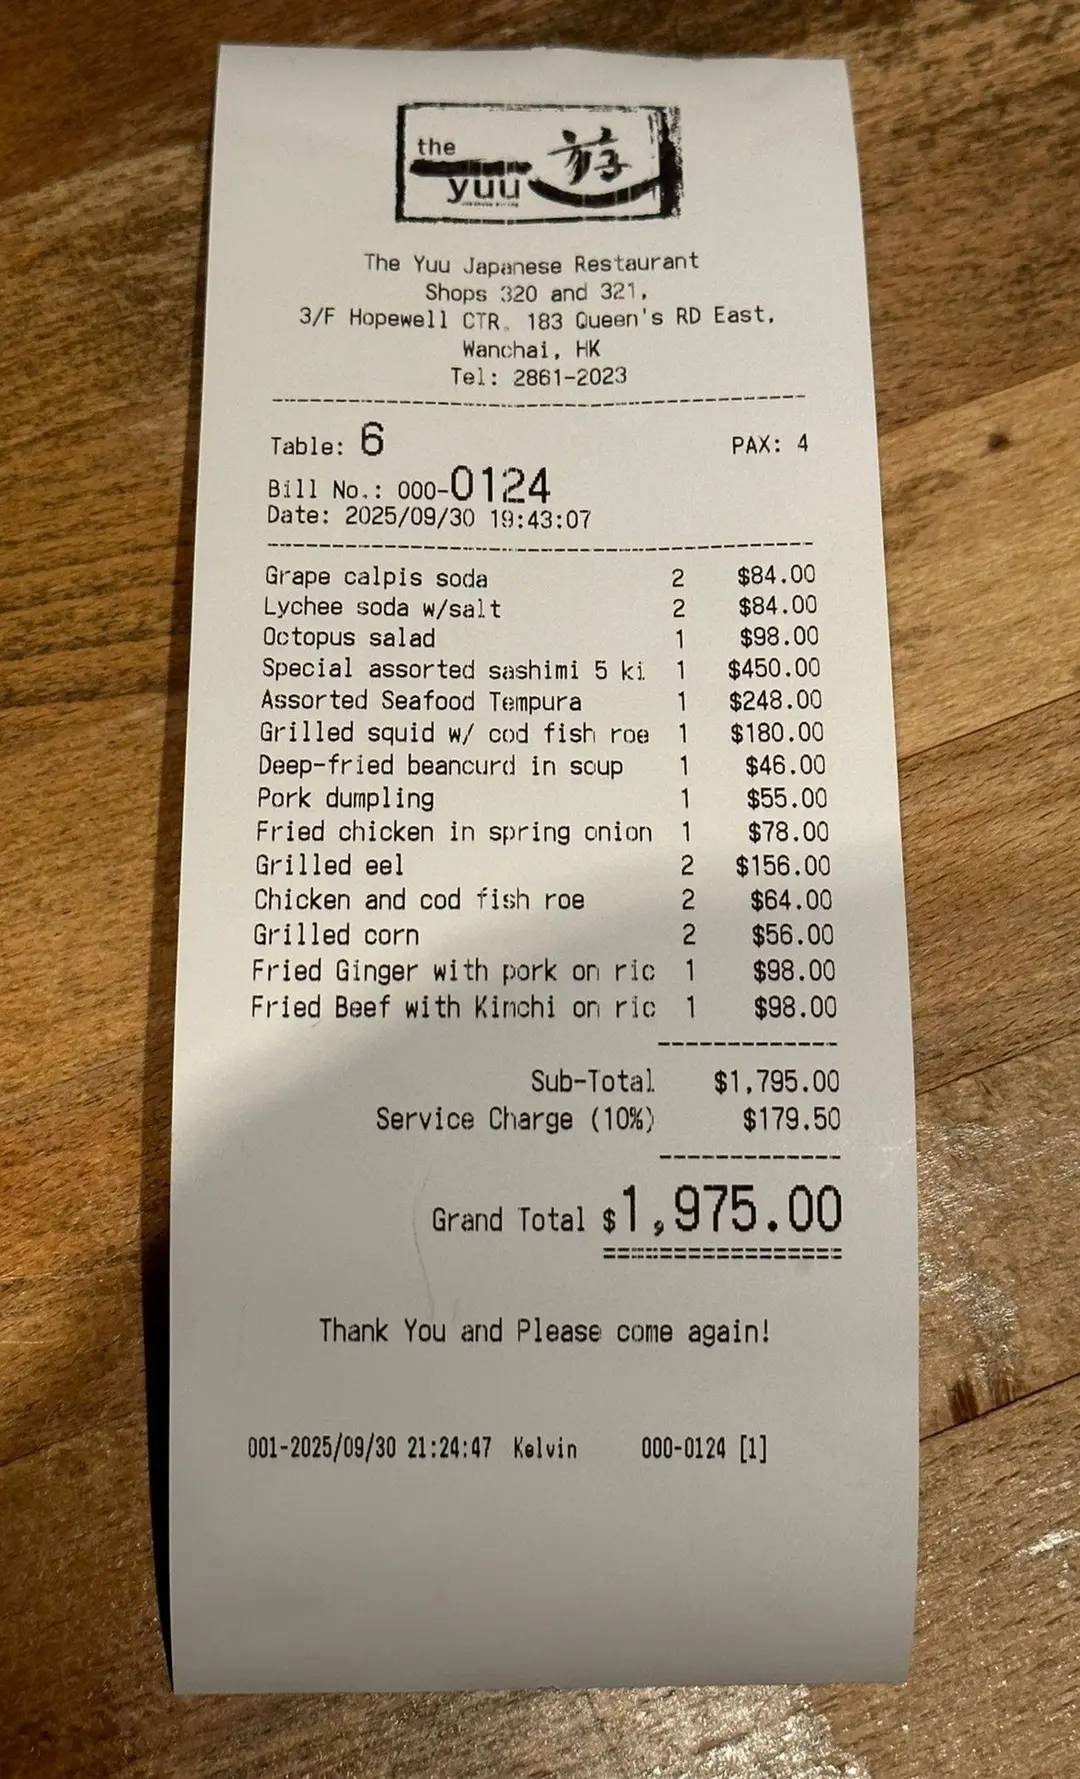 the
yuu
遊
The Yuu Japanese Restaurant
Shops 320 and 321,
3/F Hopewell CTR. 183 Queen's RD East,
Wanchai, HK
Tel: 2861-2023
Table: 6 PAX: 4
Bill No.: 000-0124
Date: 2025/09/30 19:43:07
Grape calpis soda 2 $84.00
Lychee soda w/salt 2 $84.00
Octopus salad 1 $98.00
Special assorted sashimi 5 ki 1 $450.00
Assorted Seafood Tempura 1 $248.00
Grilled squid w/ cod fish roe 1 $180.00
Deep-fried beancurd in soup 1 $46.00
Pork dumpling 1 $55.00
Fried chicken in spring onion 1 $78.00
Grilled eel 2 $156.00
Chicken and cod fish roe 2 $64.00
Grilled corn 2 $56.00
Fried Ginger with pork on ric 1 $98.00
Fried Beef with Kimchi on ric 1 $98.00
Sub-Total $1,795.00
Service Charge (10%) $179.50
Grand Total $1,975.00
Thank You and Please come again!
001-2025/09/30 21:24:47 Kelvin 000-0124 [1]